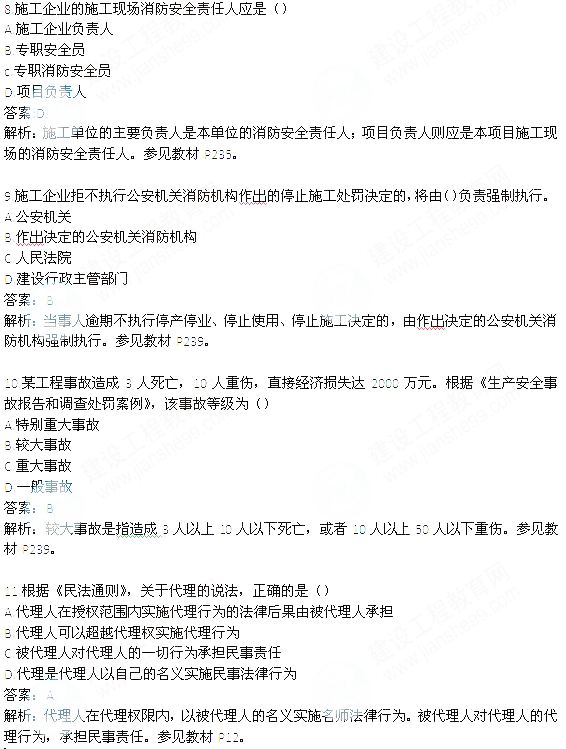 8.施工企业的施工现场消防安全责任人应是（）
A.施工企业负责人
B.专职安全员
C.专职消防安全员
D.项目负责人
答案:D
解析：施工单位的主要负责人是本单位的消防安全责任人；项目负责人则应是本项目施工现
场的消防安全责任人。参见教材 P235。
9.施工企业拒不执行公安机关消防机构作出的停止施工处罚决定的，将由()负责强制执行。
A.公安机关
B.作出决定的公安机关消防机构
C.人民法院
D.建设行政主管部门
答案：B
解析：当事人逾期不执行停产停业、停止使用、停止施工决定的，由作出决定的公安机关消
防机构强制执行。参见教材 P239。
10.某工程事故造成 3 人死亡，10 人重伤，直接经济损失达 2000 万元。根据《生产安全事
故报告和调查处罚案例》，该事故等级为（）
A.特别重大事故
B.较大事故
C.重大事故
D.一般事故
答案：B
解析：较大事故是指造成 3 人以上 10 人以下死亡，或者 10 人以上 50 人以下重伤。参见教
材 P239。
11.根据《民法通则》，关于代理的说法，正确的是（）
A.代理人在授权范围内实施代理行为的法律后果由被代理人承担
B.代理人可以超越代理权实施代理行为
C.被代理人对代理人的一切行为承担民事责任
D.代理是代理人以自己的名义实施民事法律行为
答案：A
解析：代理人在代理权限内，以被代理人的名义实施名师法律行为。被代理人对代理人的代
理行为，承担民事责任。参见教材 P12。